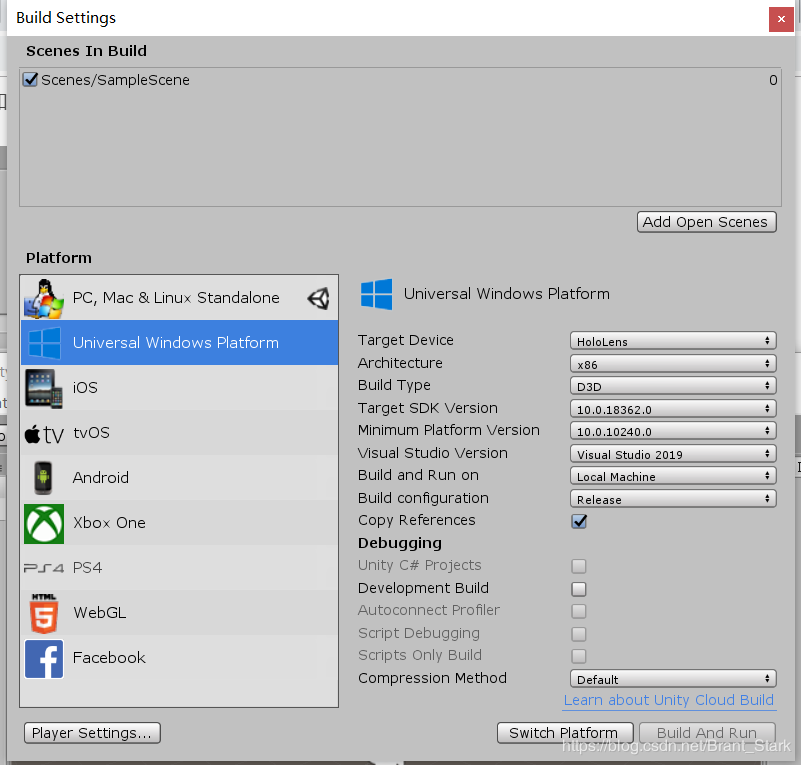 Build Settings
Scenes In Build
Scenes/SampleScene 0
Add Open Scenes
Platform
PC, Mac & Linux Standalone
Universal Windows Platform
iOS
tv tvOS
Android
Xbox One
PS4 PS4
HTML 5 WebGL
Facebook
Universal Windows Platform
Target Device HoloLens
Architecture x86
Build Type D3D
Target SDK Version 10.0.18362.0
Minimum Platform Version 10.0.10240.0
Visual Studio Version Visual Studio 2019
Build and Run on Local Machine
Build configuration Release
Copy References
Debugging
Unity C# Projects
Development Build
Autoconnect Profiler
Script Debugging
Scripts Only Build
Compression Method Default
Learn about Unity Cloud Build
Player Settings... Switch Platform Build And Run
https://blog.csdn.net/Brant_Stark